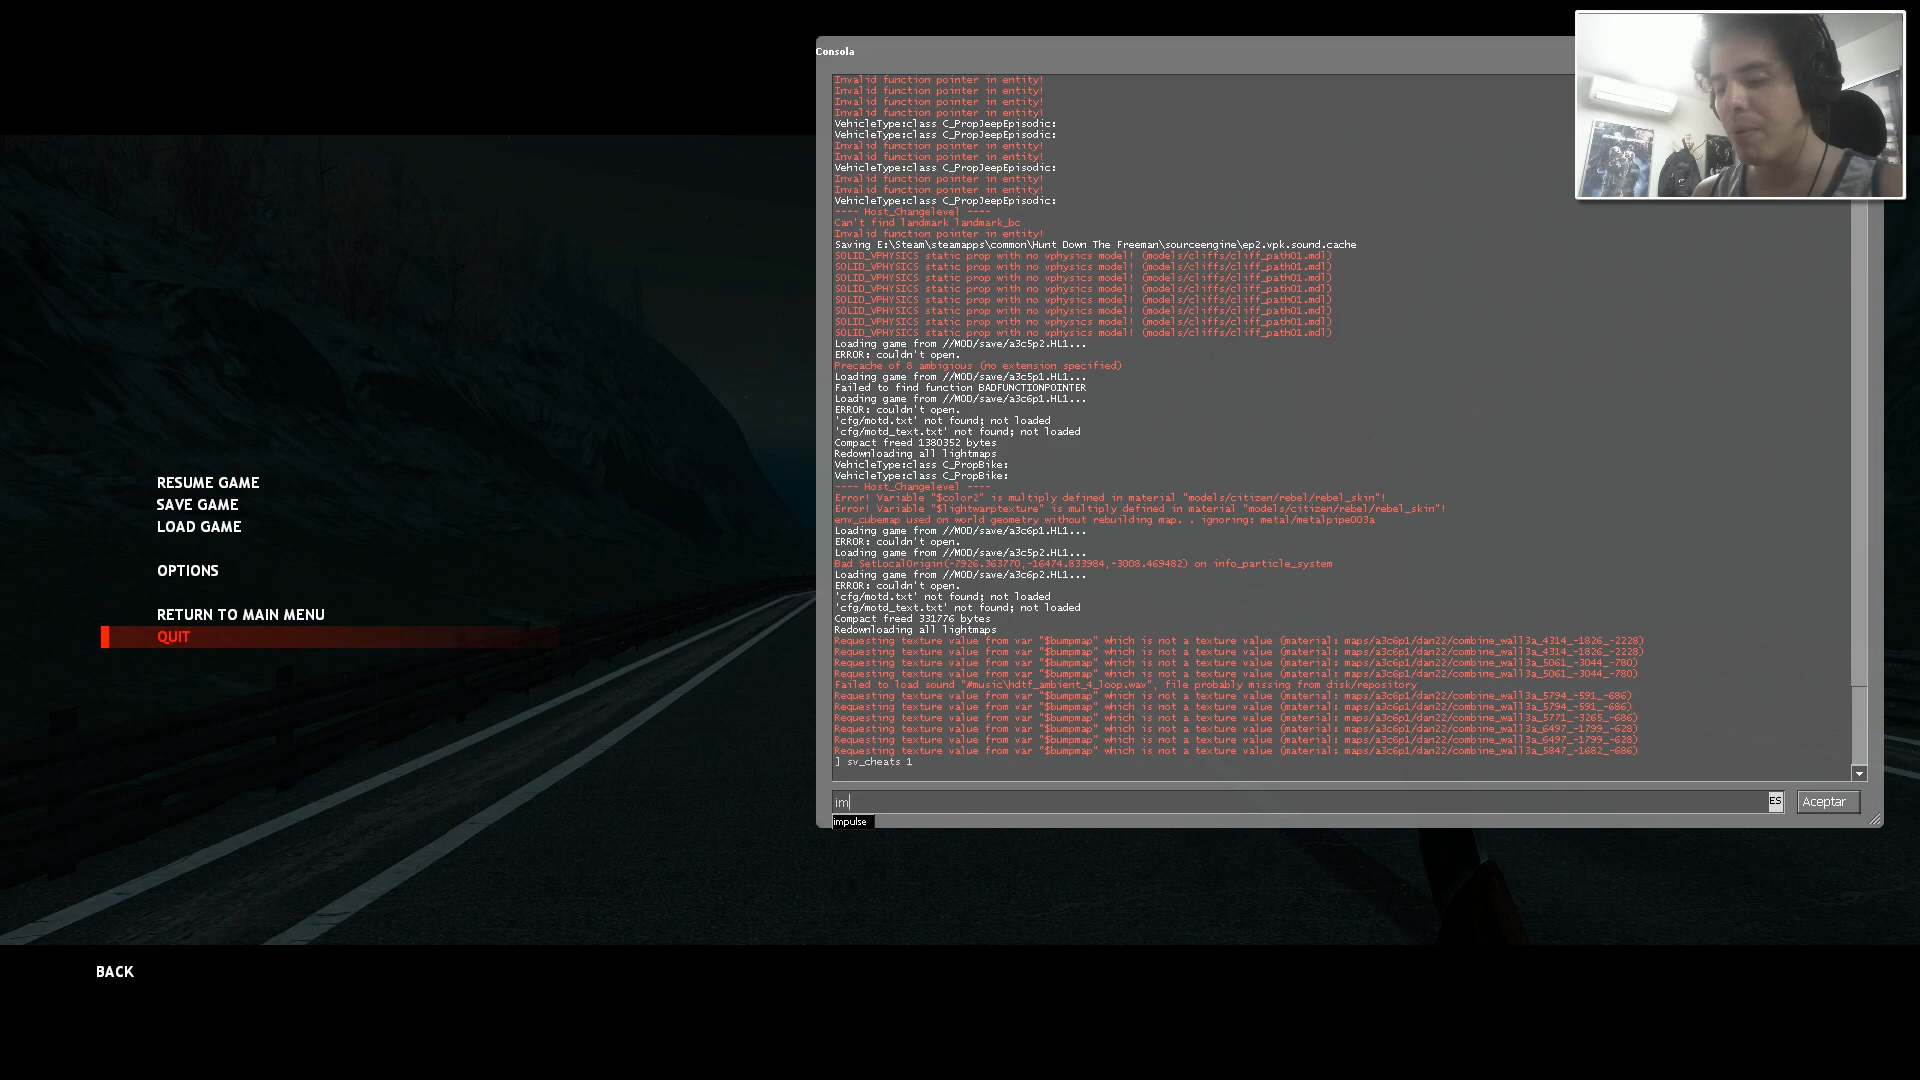 Consola
Invalid function pointer in entity!
Invalid function pointer in entity!
Invalid function pointer in entity!
Invalid function pointer in entity!
VehicleType:class C_PropJeepEpisodic:
VehicleType:class C_PropJeepEpisodic:
Invalid function pointer in entity!
Invalid function pointer in entity!
VehicleType:class C_PropJeepEpisodic:
Invalid function pointer in entity!
Invalid function pointer in entity!
VehicleType:class C_PropJeepEpisodic:
---- Host_Changelevel ----
Can't find landmark landmark_bc
Invalid function pointer in entity!
Saving E:\Steam\steamapps\common\Hunt Down The Freeman\sourceengine\ep2.vpk.sound.cache
SOLID_VPHYSICS static prop with no vphysics model! (models/cliffs/cliff_path01.mdl)
SOLID_VPHYSICS static prop with no vphysics model! (models/cliffs/cliff_path01.mdl)
SOLID_VPHYSICS static prop with no vphysics model! (models/cliffs/cliff_path01.mdl)
SOLID_VPHYSICS static prop with no vphysics model! (models/cliffs/cliff_path01.mdl)
SOLID_VPHYSICS static prop with no vphysics model! (models/cliffs/cliff_path01.mdl)
SOLID_VPHYSICS static prop with no vphysics model! (models/cliffs/cliff_path01.mdl)
SOLID_VPHYSICS static prop with no vphysics model! (models/cliffs/cliff_path01.mdl)
SOLID_VPHYSICS static prop with no vphysics model! (models/cliffs/cliff_path01.mdl)
Loading game from //MOD/save/a3c5p2.HL1...
ERROR: couldn't open.
Precache of 8 ambigious (no extension specified)
Loading game from //MOD/save/a3c5p1.HL1...
Failed to find function BADFUNCTIONPOINTER
Loading game from //MOD/save/a3c6p1.HL1...
ERROR: couldn't open.
'cfg/motd.txt' not found; not loaded
'cfg/motd_text.txt' not found; not loaded
Compact freed 1380352 bytes
Redownloading all lightmaps
VehicleType:class C_PropBike:
VehicleType:class C_PropBike:
---- Host_Changelevel ----
Error! Variable "$color2" is multiply defined in material "models/citizen/rebel/rebel_skin"!
Error! Variable "$lightwarptexture" is multiply defined in material "models/citizen/rebel/rebel_skin"!
env_cubemap used on world geometry without rebuilding map. . ignoring: metal/metalpipe003a
Loading game from //MOD/save/a3c6p1.HL1...
ERROR: couldn't open.
Loading game from //MOD/save/a3c5p2.HL1...
Bad SetLocalOrigin(-7926.363770,-16474.833984,-3008.469482) on info_particle_system
Loading game from //MOD/save/a3c6p2.HL1...
ERROR: couldn't open.
'cfg/motd.txt' not found; not loaded
'cfg/motd_text.txt' not found; not loaded
Compact freed 331776 bytes
Redownloading all lightmaps
Requesting texture value from var "$bumpmap" which is not a texture value (material: maps/a3c6p1/dan22/combine_wall3a_4314_-1826_-2228)
Requesting texture value from var "$bumpmap" which is not a texture value (material: maps/a3c6p1/dan22/combine_wall3a_4314_-1826_-2228)
Requesting texture value from var "$bumpmap" which is not a texture value (material: maps/a3c6p1/dan22/combine_wall3a_5061_-3044_-780)
Requesting texture value from var "$bumpmap" which is not a texture value (material: maps/a3c6p1/dan22/combine_wall3a_5061_-3044_-780)
Failed to load sound "#music\hdtf_ambient_4_loop.wav", file probably missing from disk/repository
Requesting texture value from var "$bumpmap" which is not a texture value (material: maps/a3c6p1/dan22/combine_wall3a_5794_-591_-686)
Requesting texture value from var "$bumpmap" which is not a texture value (material: maps/a3c6p1/dan22/combine_wall3a_5794_-591_-686)
Requesting texture value from var "$bumpmap" which is not a texture value (material: maps/a3c6p1/dan22/combine_wall3a_5771_-3265_-686)
Requesting texture value from var "$bumpmap" which is not a texture value (material: maps/a3c6p1/dan22/combine_wall3a_6497_-1799_-628)
Requesting texture value from var "$bumpmap" which is not a texture value (material: maps/a3c6p1/dan22/combine_wall3a_6497_-1799_-628)
Requesting texture value from var "$bumpmap" which is not a texture value (material: maps/a3c6p1/dan22/combine_wall3a_5847_-1682_-686)
] sv_cheats 1
im
ES
Aceptar
impulse
RESUME GAME
SAVE GAME
LOAD GAME
OPTIONS
RETURN TO MAIN MENU
QUIT
BACK